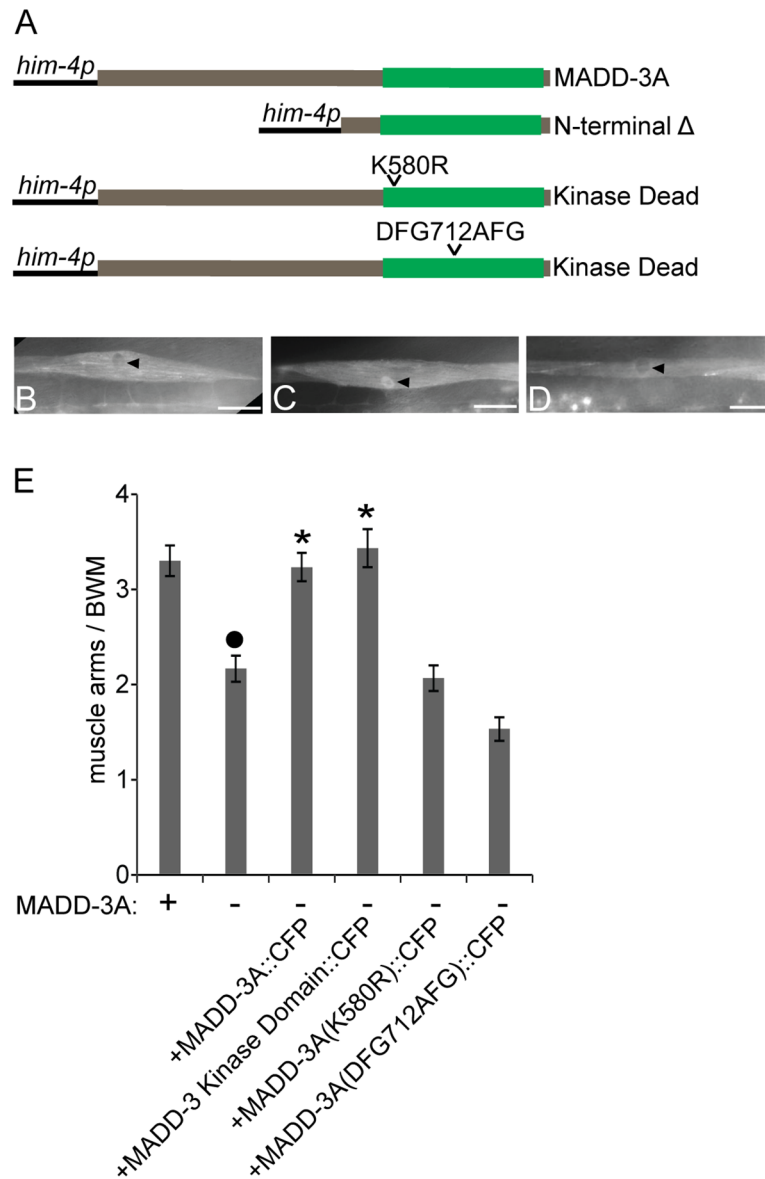 A
him-4p MADD-3A
him-4p N-terminal Δ
K580R
him-4p Kinase Dead
DFG712AFG
him-4p Kinase Dead
B C D
E
muscle arms / BWM
4
3
2
1
0
* *
●
MADD-3A: + - - - - -
+MADD-3A::CFP
+MADD-3 Kinase Domain::CFP
+MADD-3A(K580R)::CFP
+MADD-3A(DFG712AFG)::CFP